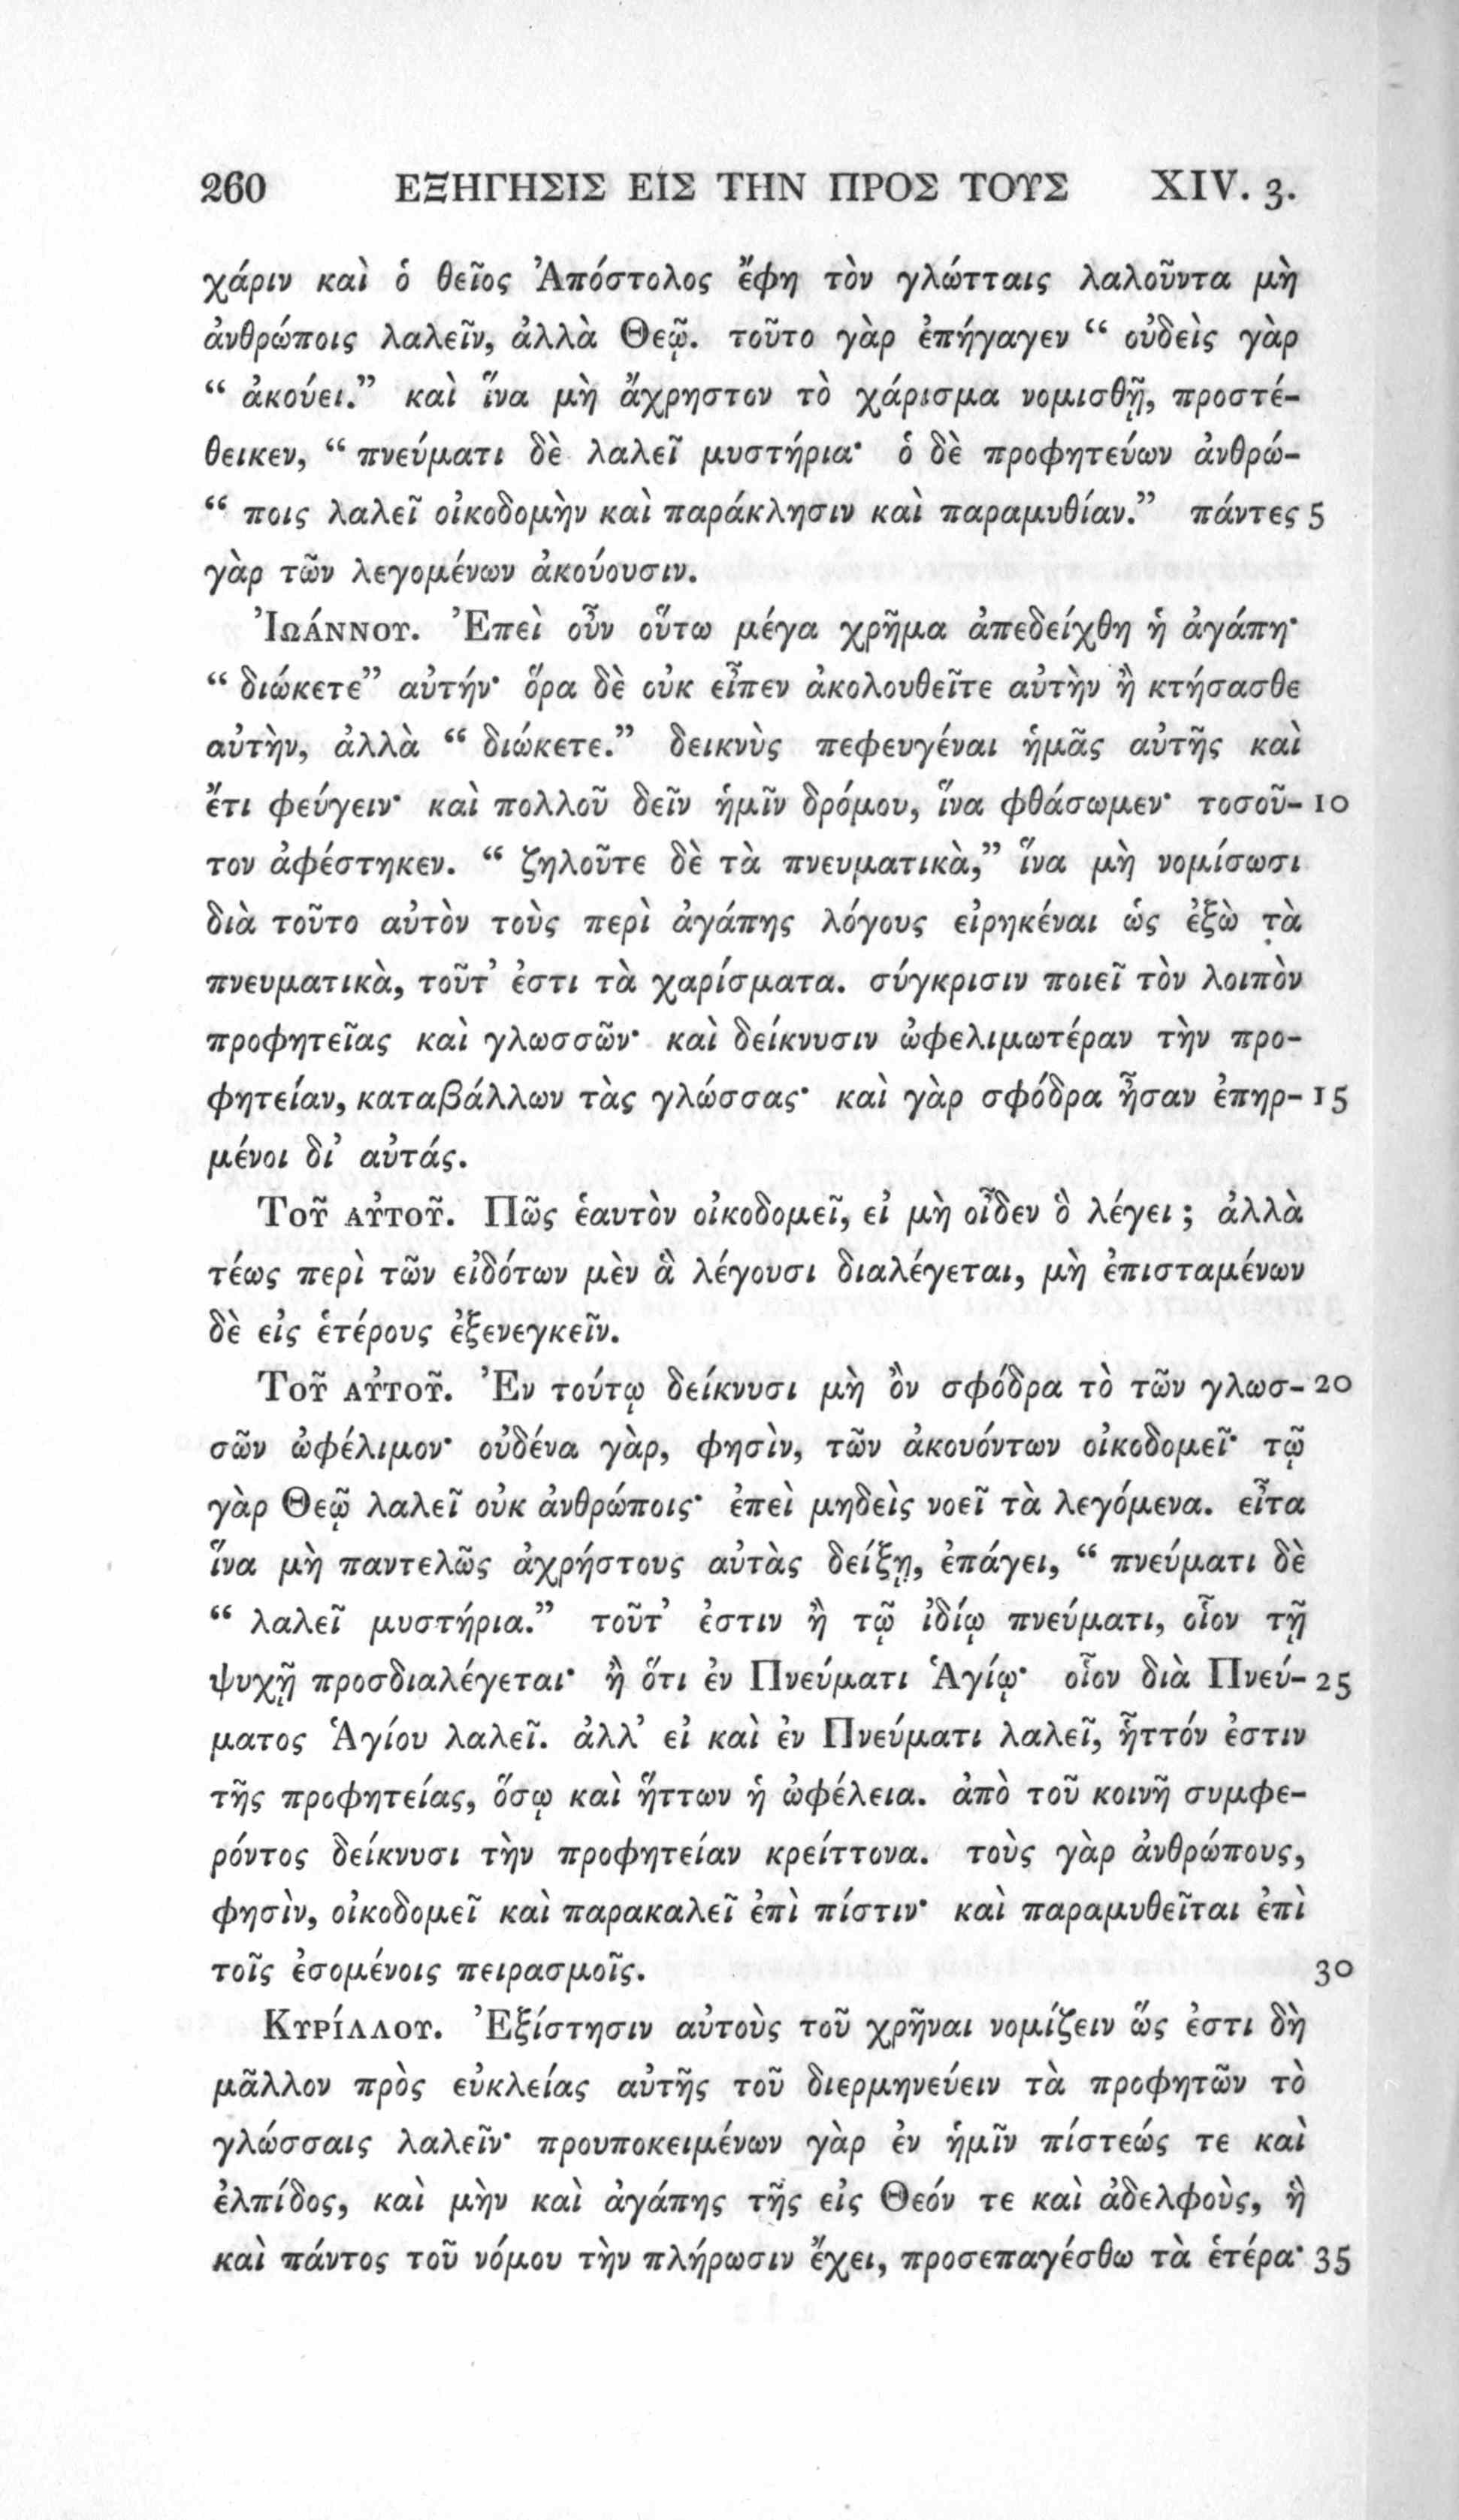 260 ΕΞΗΓΗΣΙΣ ΕΙΣ ΤΗΝ ΠΡΟΣ ΤΟΥΣ XIV. 3.
χάριν καὶ ὁ θεῖος Ἀπόστολος ἔφη τὸν γλώτταις λαλοῦντα μὴ
ἀνθρώποις λαλεῖν, ἀλλὰ Θεῷ. τοῦτο γὰρ ἐπήγαγεν “ οὐδεὶς γὰρ
“ ἀκούει.” καὶ ἵνα μὴ ἄχρηστον τὸ χάρισμα νομισθῇ, προστέ-
θεικεν, “ πνεύματι δὲ λαλεῖ μυστήρια· ὁ δὲ προφητεύων ἀνθρώ-
“ ποις λαλεῖ οἰκοδομὴν καὶ παράκλησιν καὶ παραμυθίαν.” πάντες 5
γὰρ τῶν λεγομένων ἀκούουσιν.
Ἰωάννου. Ἐπεὶ οὖν οὕτω μέγα χρῆμα ἀπεδείχθη ἡ ἀγάπη·
“ διώκετε” αὐτήν· ὅρα δὲ οὐκ εἶπεν ἀκολουθεῖτε αὐτὴν ἢ κτήσασθε
αὐτὴν, ἀλλὰ “ διώκετε.” δεικνὺς πεφευγέναι ἡμᾶς αὐτῆς καὶ
ἔτι φεύγειν· καὶ πολλοῦ δεῖν ἡμῖν δρόμου, ἵνα φθάσωμεν· τοσοῦ- 10
τον ἀφέστηκεν. “ ζηλοῦτε δὲ τὰ πνευματικὰ,” ἵνα μὴ νομίσωσι
διὰ τοῦτο αὐτὸν τοὺς περὶ ἀγάπης λόγους εἰρηκέναι ὡς ἐξὼ τὰ
πνευματικὰ, τοῦτ’ ἐστι τὰ χαρίσματα. σύγκρισιν ποιεῖ τὸν λοιπὸν
προφητεῖας καὶ γλωσσῶν· καὶ δείκνυσιν ὠφελιμωτέραν τὴν προ-
φητείαν, καταβάλλων τὰς γλώσσας· καὶ γὰρ σφόδρα ἦσαν ἐπηρ- 15
μένοι δι’ αὐτάς.
Τοῦ αὐτοῦ. Πῶς ἑαυτὸν οἰκοδομεῖ, εἰ μὴ οἶδεν ὃ λέγει ; ἀλλὰ
τέως περὶ τῶν εἰδότων μὲν ἃ λέγουσι διαλέγεται, μὴ ἐπισταμένων
δὲ εἰς ἑτέρους ἐξενεγκεῖν.
Τοῦ αὐτοῦ. Ἐν τούτῳ δείκνυσι μὴ ὂν σφόδρα τὸ τῶν γλωσ- 20
σῶν ὠφέλιμον· οὐδένα γὰρ, φησὶν, τῶν ἀκουόντων οἰκοδομεῖ· τῷ
γὰρ Θεῷ λαλεῖ οὐκ ἀνθρώποις· ἐπεὶ μηδεὶς νοεῖ τὰ λεγόμενα. εἶτα
ἵνα μὴ παντελῶς ἀχρήστους αὐτὰς δείξῃ, ἐπάγει, “ πνεύματι δὲ
“ λαλεῖ μυστήρια.” τοῦτ’ ἐστιν ἢ τῷ ἰδίῳ πνεύματι, οἷον τῇ
ψυχῇ προσδιαλέγεται· ἢ ὅτι ἐν Πνεύματι Ἁγίῳ· οἷον διὰ Πνεύ- 25
ματος Ἁγίου λαλεῖ. ἀλλ’ εἰ καὶ ἐν Πνεύματι λαλεῖ, ἧττόν ἐστιν
τῆς προφητείας, ὅσῳ καὶ ἥττων ἡ ὠφέλεια. ἀπὸ τοῦ κοινῆ συμφε-
ρόντος δείκνυσι τὴν προφητείαν κρείττονα. τοὺς γὰρ ἀνθρώπους,
φησὶν, οἰκοδομεῖ καὶ παρακαλεῖ ἐπὶ πίστιν· καὶ παραμυθεῖται ἐπὶ
τοῖς ἐσομένοις πειρασμοῖς. 30
Κυρίλλου. Ἐξίστησιν αὐτοὺς τοῦ χρῆναι νομίζειν ὥς ἐστι δὴ
μᾶλλον πρὸς εὐκλείας αὐτῆς τοῦ διερμηνεύειν τὰ προφητῶν τὸ
γλώσσαις λαλεῖν· προυποκειμένων γὰρ ἐν ἡμῖν πίστεώς τε καὶ
ἐλπίδος, καὶ μὴν καὶ ἀγάπης τῆς εἰς Θεόν τε καὶ ἀδελφοὺς, ἣ
καὶ πάντος τοῦ νόμου τὴν πλήρωσιν ἔχει, προσεπαγέσθω τὰ ἑτέρα· 35